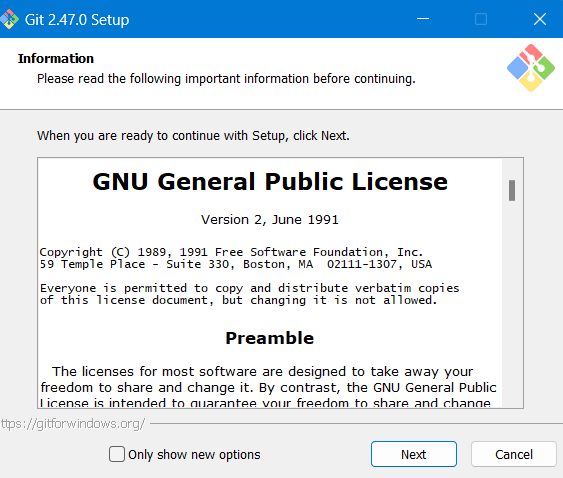 Git 2.47.0 Setup
Information
Please read the following important information before continuing.
When you are ready to continue with Setup, click Next.
GNU General Public License
Version 2, June 1991
Copyright (C) 1989, 1991 Free Software Foundation, Inc.
59 Temple Place - Suite 330, Boston, MA  02111-1307, USA
Everyone is permitted to copy and distribute verbatim copies
of this license document, but changing it is not allowed.
Preamble
The licenses for most software are designed to take away your
freedom to share and change it. By contrast, the GNU General Public
License is intended to guarantee your freedom to share and change
ttps://gitforwindows.org/
Only show new options
Next
Cancel